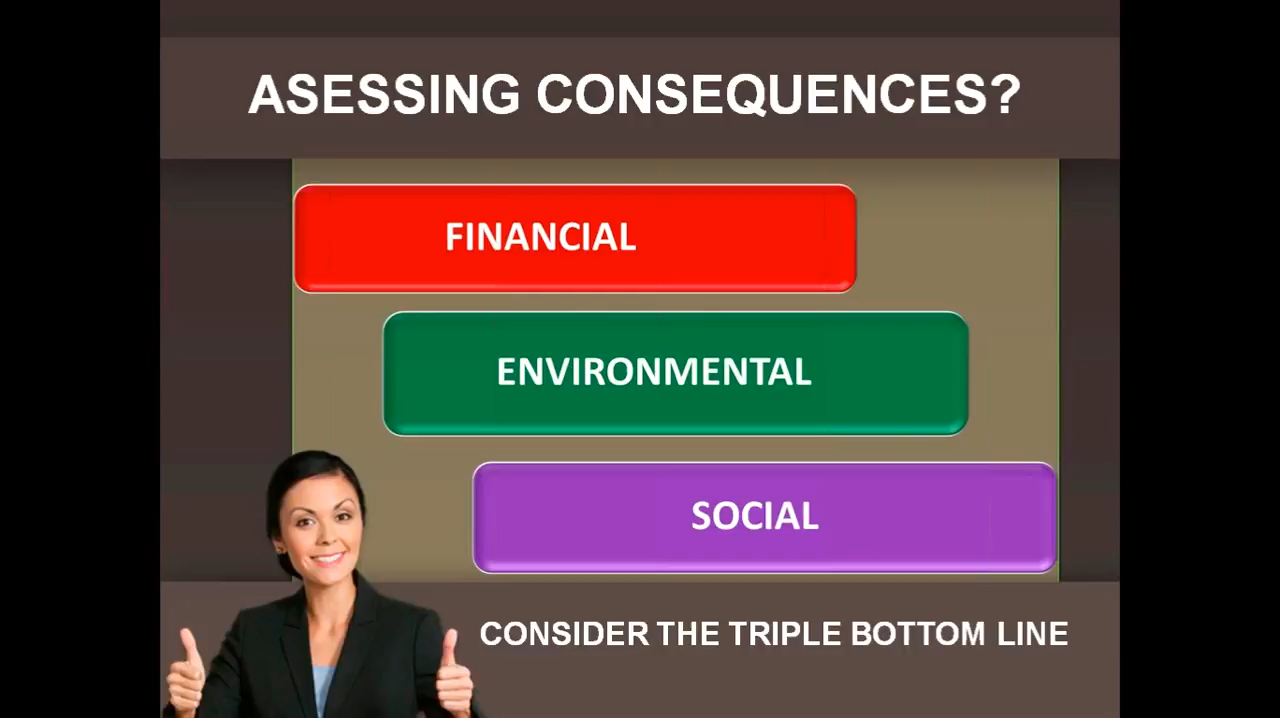 ASESSING CONSEQUENCES?
FINANCIAL
ENVIRONMENTAL
SOCIAL
CONSIDER THE TRIPLE BOTTOM LINE